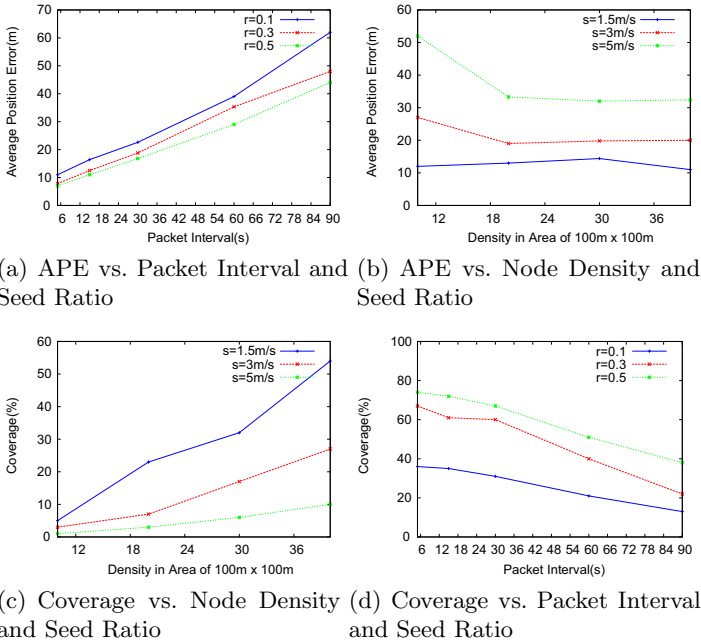 70
60
50
40
30
20
10
0
Average Position Error(m)
r=0.1
r=0.3
r=0.5
6 12 18 24 30 36 42 48 54 60 66 72 78 84 90
Packet Interval(s)
60
50
40
30
20
10
0
Average Position Error(m)
s=1.5m/s
s=3m/s
s=5m/s
12 18 24 30 36
Density in Area of 100m x 100m
(a) APE vs. Packet Interval and
Seed Ratio
(b) APE vs. Node Density and
Seed Ratio
60
50
40
30
20
10
0
Coverage(%)
s=1.5m/s
s=3m/s
s=5m/s
12 18 24 30 36
Density in Area of 100m x 100m
100
80
60
40
20
0
Coverage(%)
r=0.1
r=0.3
r=0.5
6 12 18 24 30 36 42 48 54 60 66 72 78 84 90
Packet Interval(s)
(c) Coverage vs. Node Density
and Seed Ratio
(d) Coverage vs. Packet Interval
and Seed Ratio